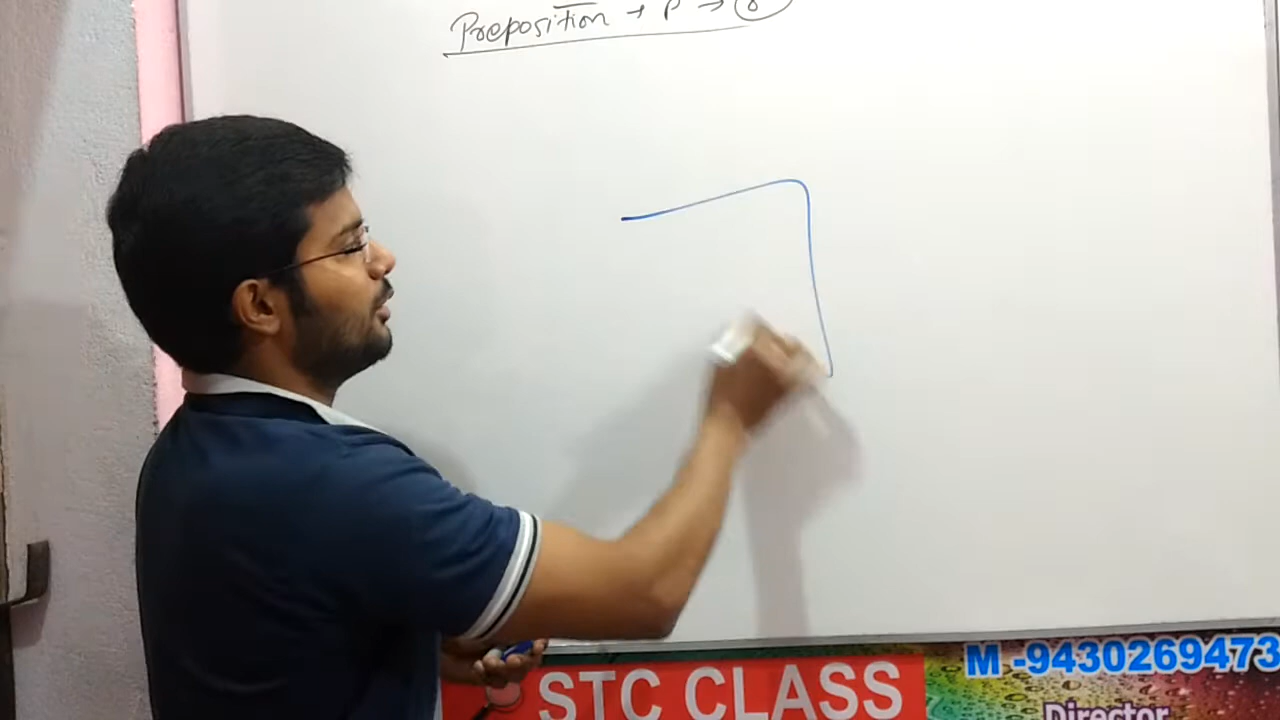 Preposition + P →
STC CLASS
M -9430269473
Director